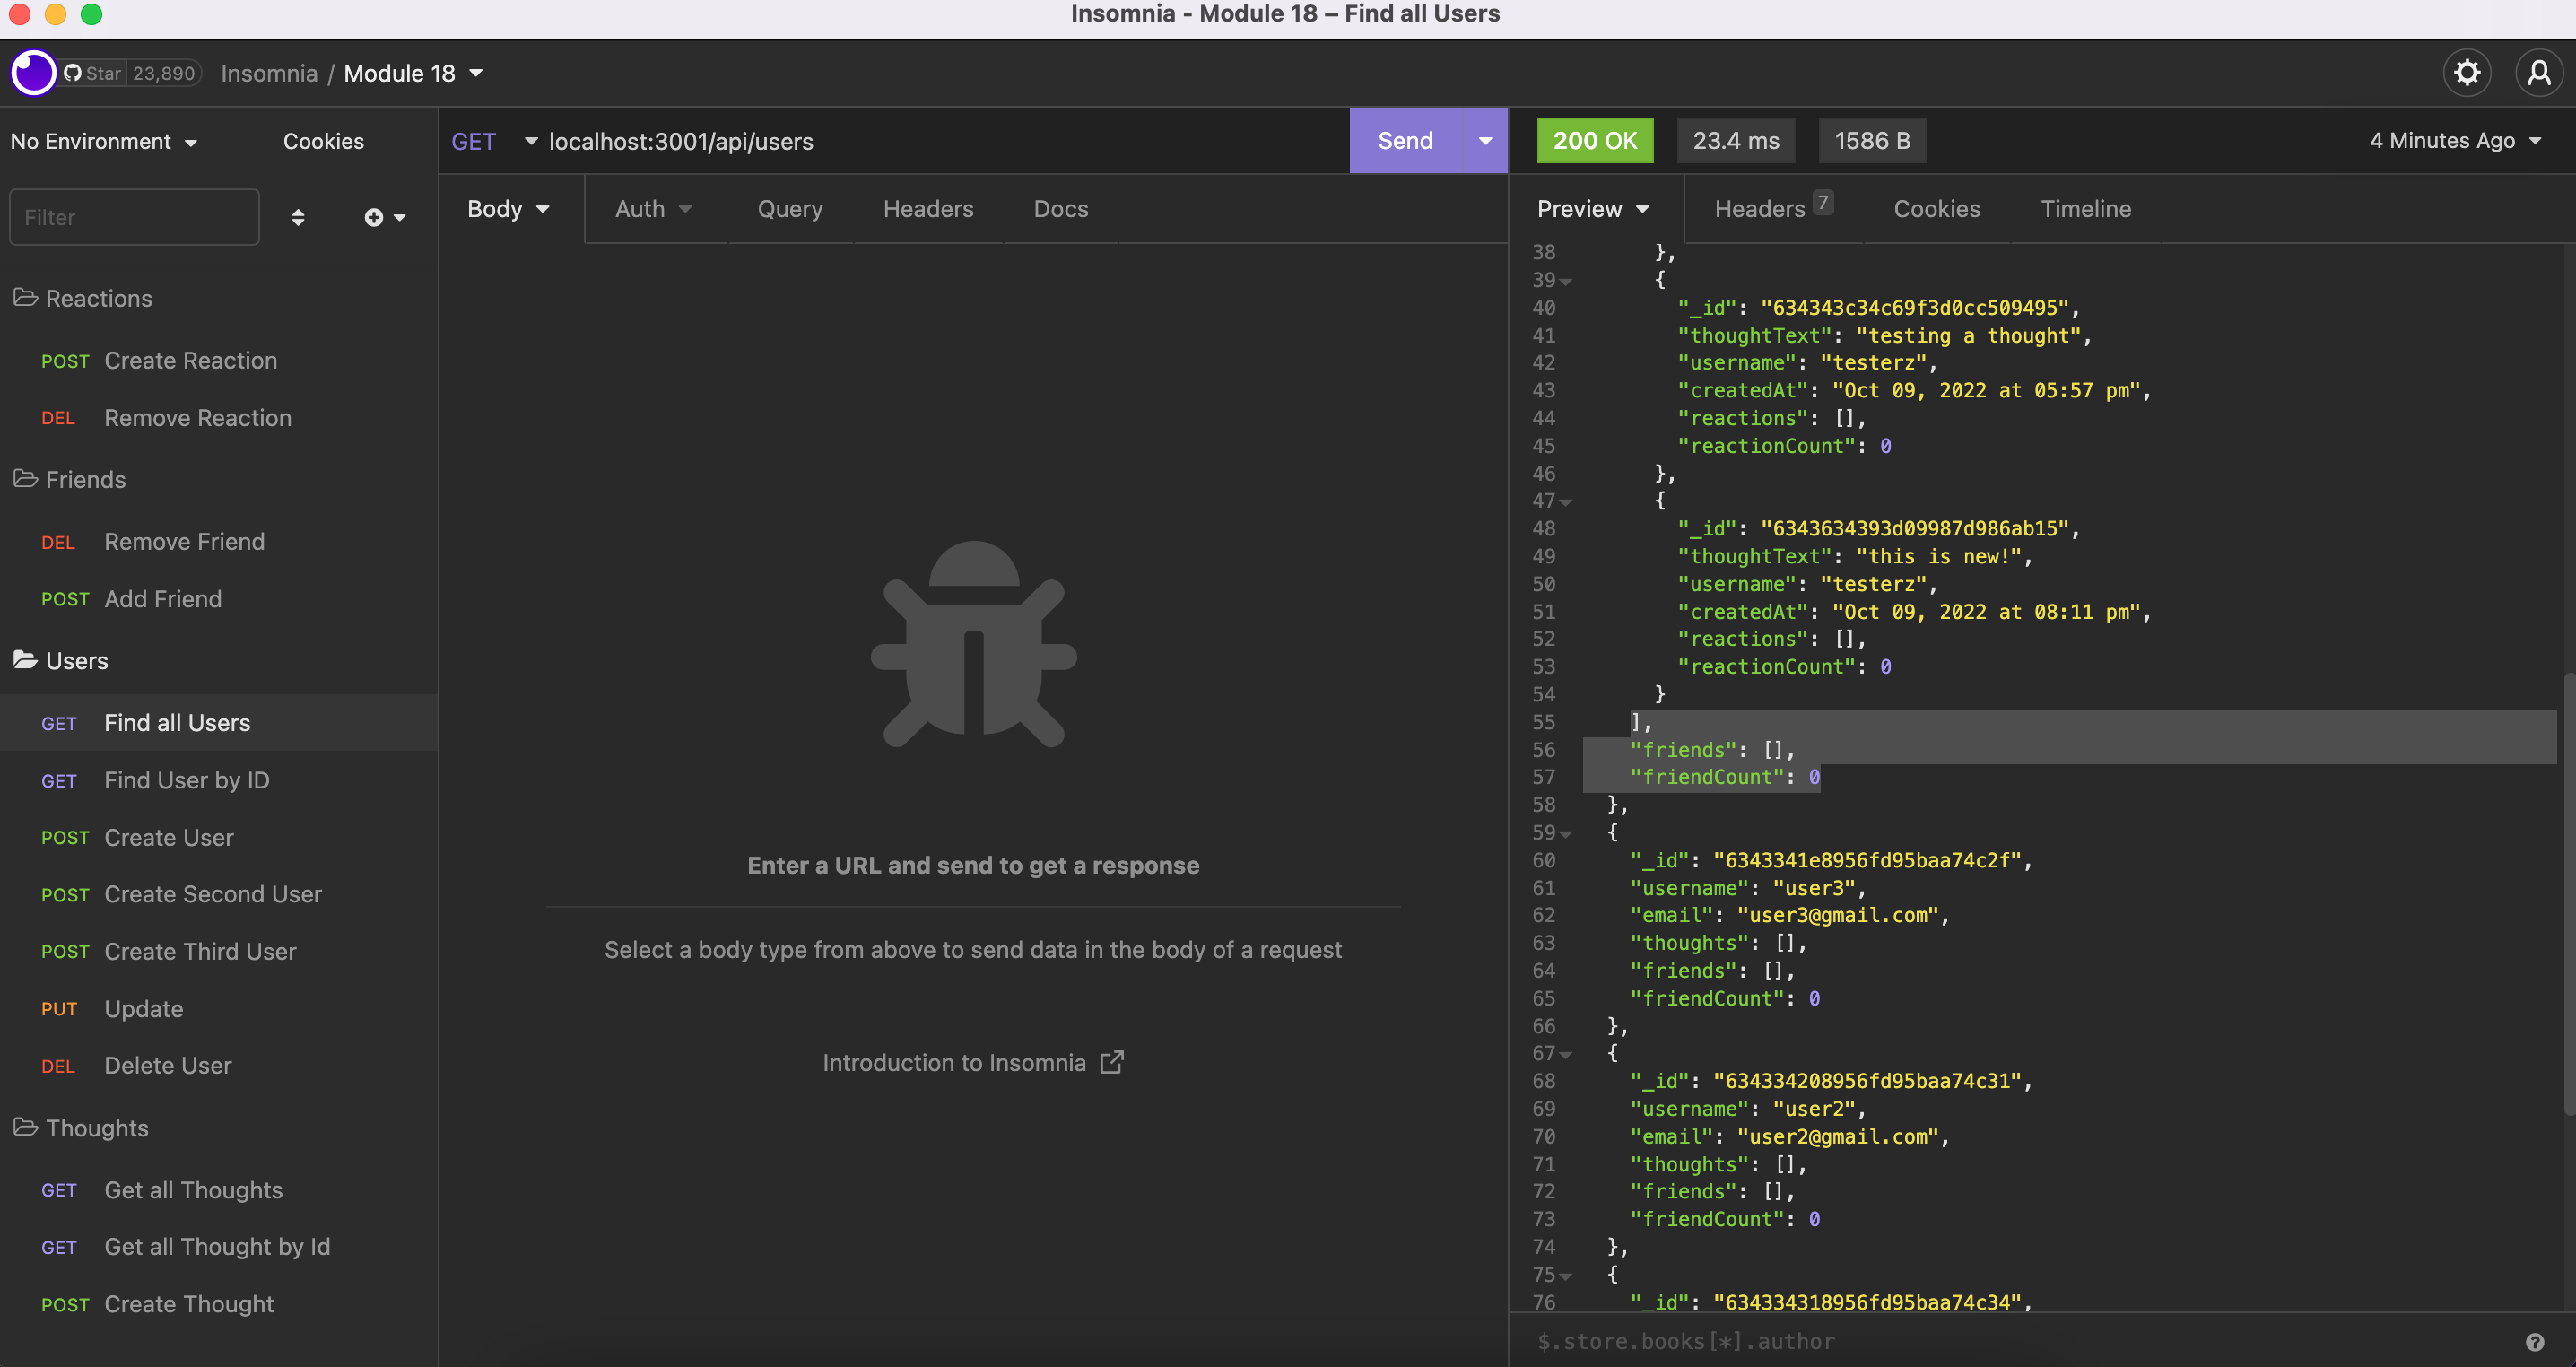 Insomnia - Module 18 – Find all Users
Star 23,890 Insomnia / Module 18
No Environment Cookies
Filter
Reactions
POST Create Reaction
DEL Remove Reaction
Friends
DEL Remove Friend
POST Add Friend
Users
GET Find all Users
GET Find User by ID
POST Create User
POST Create Second User
POST Create Third User
PUT Update
DEL Delete User
Thoughts
GET Get all Thoughts
GET Get all Thought by Id
POST Create Thought
GET localhost:3001/api/users Send
Body Auth Query Headers Docs
Enter a URL and send to get a response
Select a body type from above to send data in the body of a request
Introduction to Insomnia
200 OK 23.4 ms 1586 B 4 Minutes Ago
Preview Headers 7 Cookies Timeline
38 },
39 {
40 "_id": "634343c34c69f3d0cc509495",
41 "thoughtText": "testing a thought",
42 "username": "testerz",
43 "createdAt": "Oct 09, 2022 at 05:57 pm",
44 "reactions": [],
45 "reactionCount": 0
46 },
47 {
48 "_id": "6343634393d09987d986ab15",
49 "thoughtText": "this is new!",
50 "username": "testerz",
51 "createdAt": "Oct 09, 2022 at 08:11 pm",
52 "reactions": [],
53 "reactionCount": 0
54 }
55 ],
56 "friends": [],
57 "friendCount": 0
58 },
59 {
60 "_id": "6343341e8956fd95baa74c2f",
61 "username": "user3",
62 "email": "user3@gmail.com",
63 "thoughts": [],
64 "friends": [],
65 "friendCount": 0
66 },
67 {
68 "_id": "634334208956fd95baa74c31",
69 "username": "user2",
70 "email": "user2@gmail.com",
71 "thoughts": [],
72 "friends": [],
73 "friendCount": 0
74 },
75 {
76 "_id": "634334318956fd95baa74c34",
$.store.books[*].author